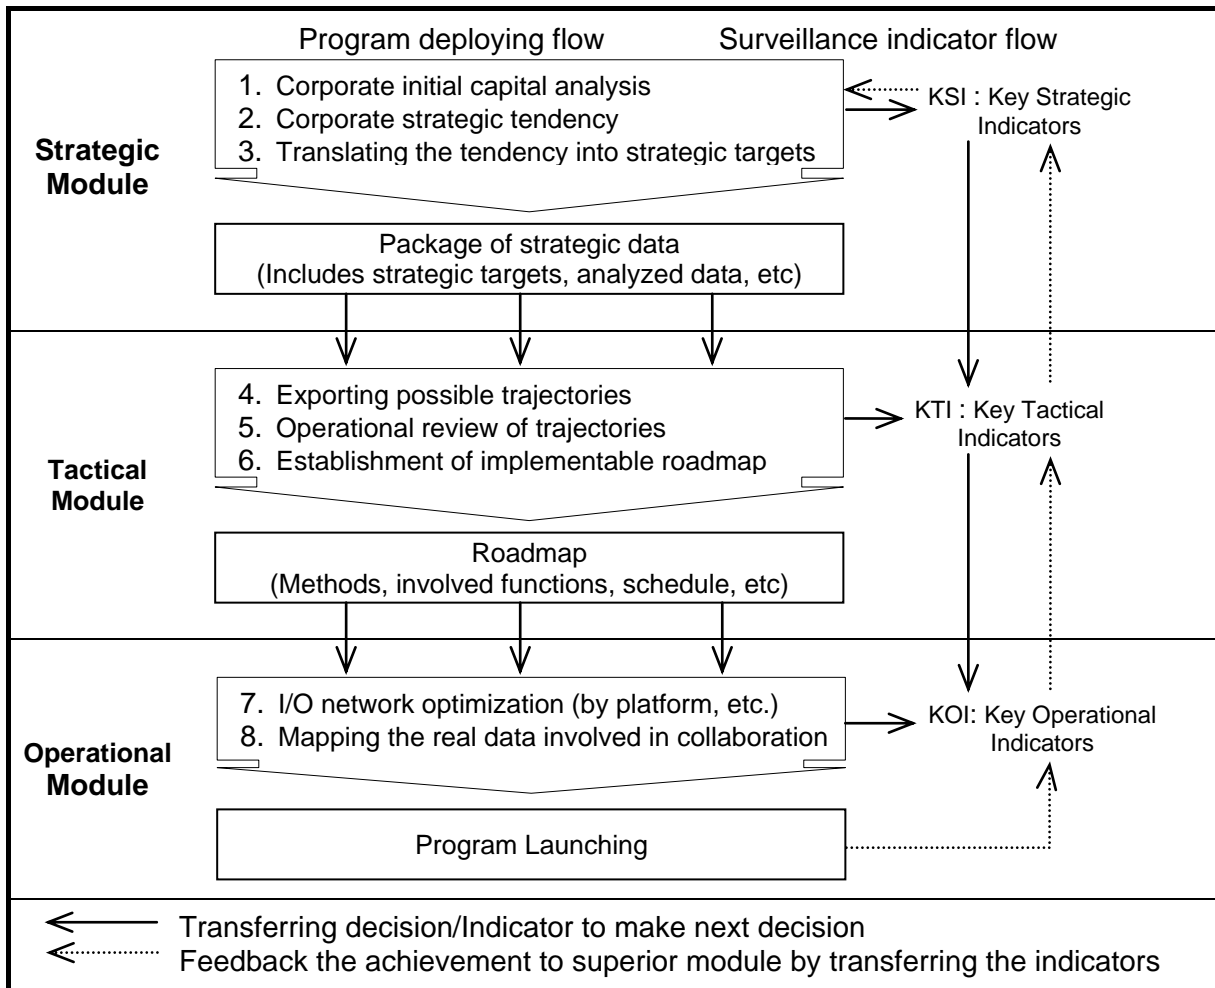 Program deploying flow
Surveillance indicator flow
Strategic
Module
1. Corporate initial capital analysis
2. Corporate strategic tendency
3. Translating the tendency into strategic targets
KSI : Key Strategic
Indicators
Package of strategic data
(Includes strategic targets, analyzed data, etc)
Tactical
Module
4. Exporting possible trajectories
5. Operational review of trajectories
6. Establishment of implementable roadmap
KTI : Key Tactical
Indicators
Roadmap
(Methods, involved functions, schedule, etc)
Operational
Module
7. I/O network optimization (by platform, etc.)
8. Mapping the real data involved in collaboration
KOI: Key Operational
Indicators
Program Launching
Transferring decision/Indicator to make next decision
Feedback the achievement to superior module by transferring the indicators